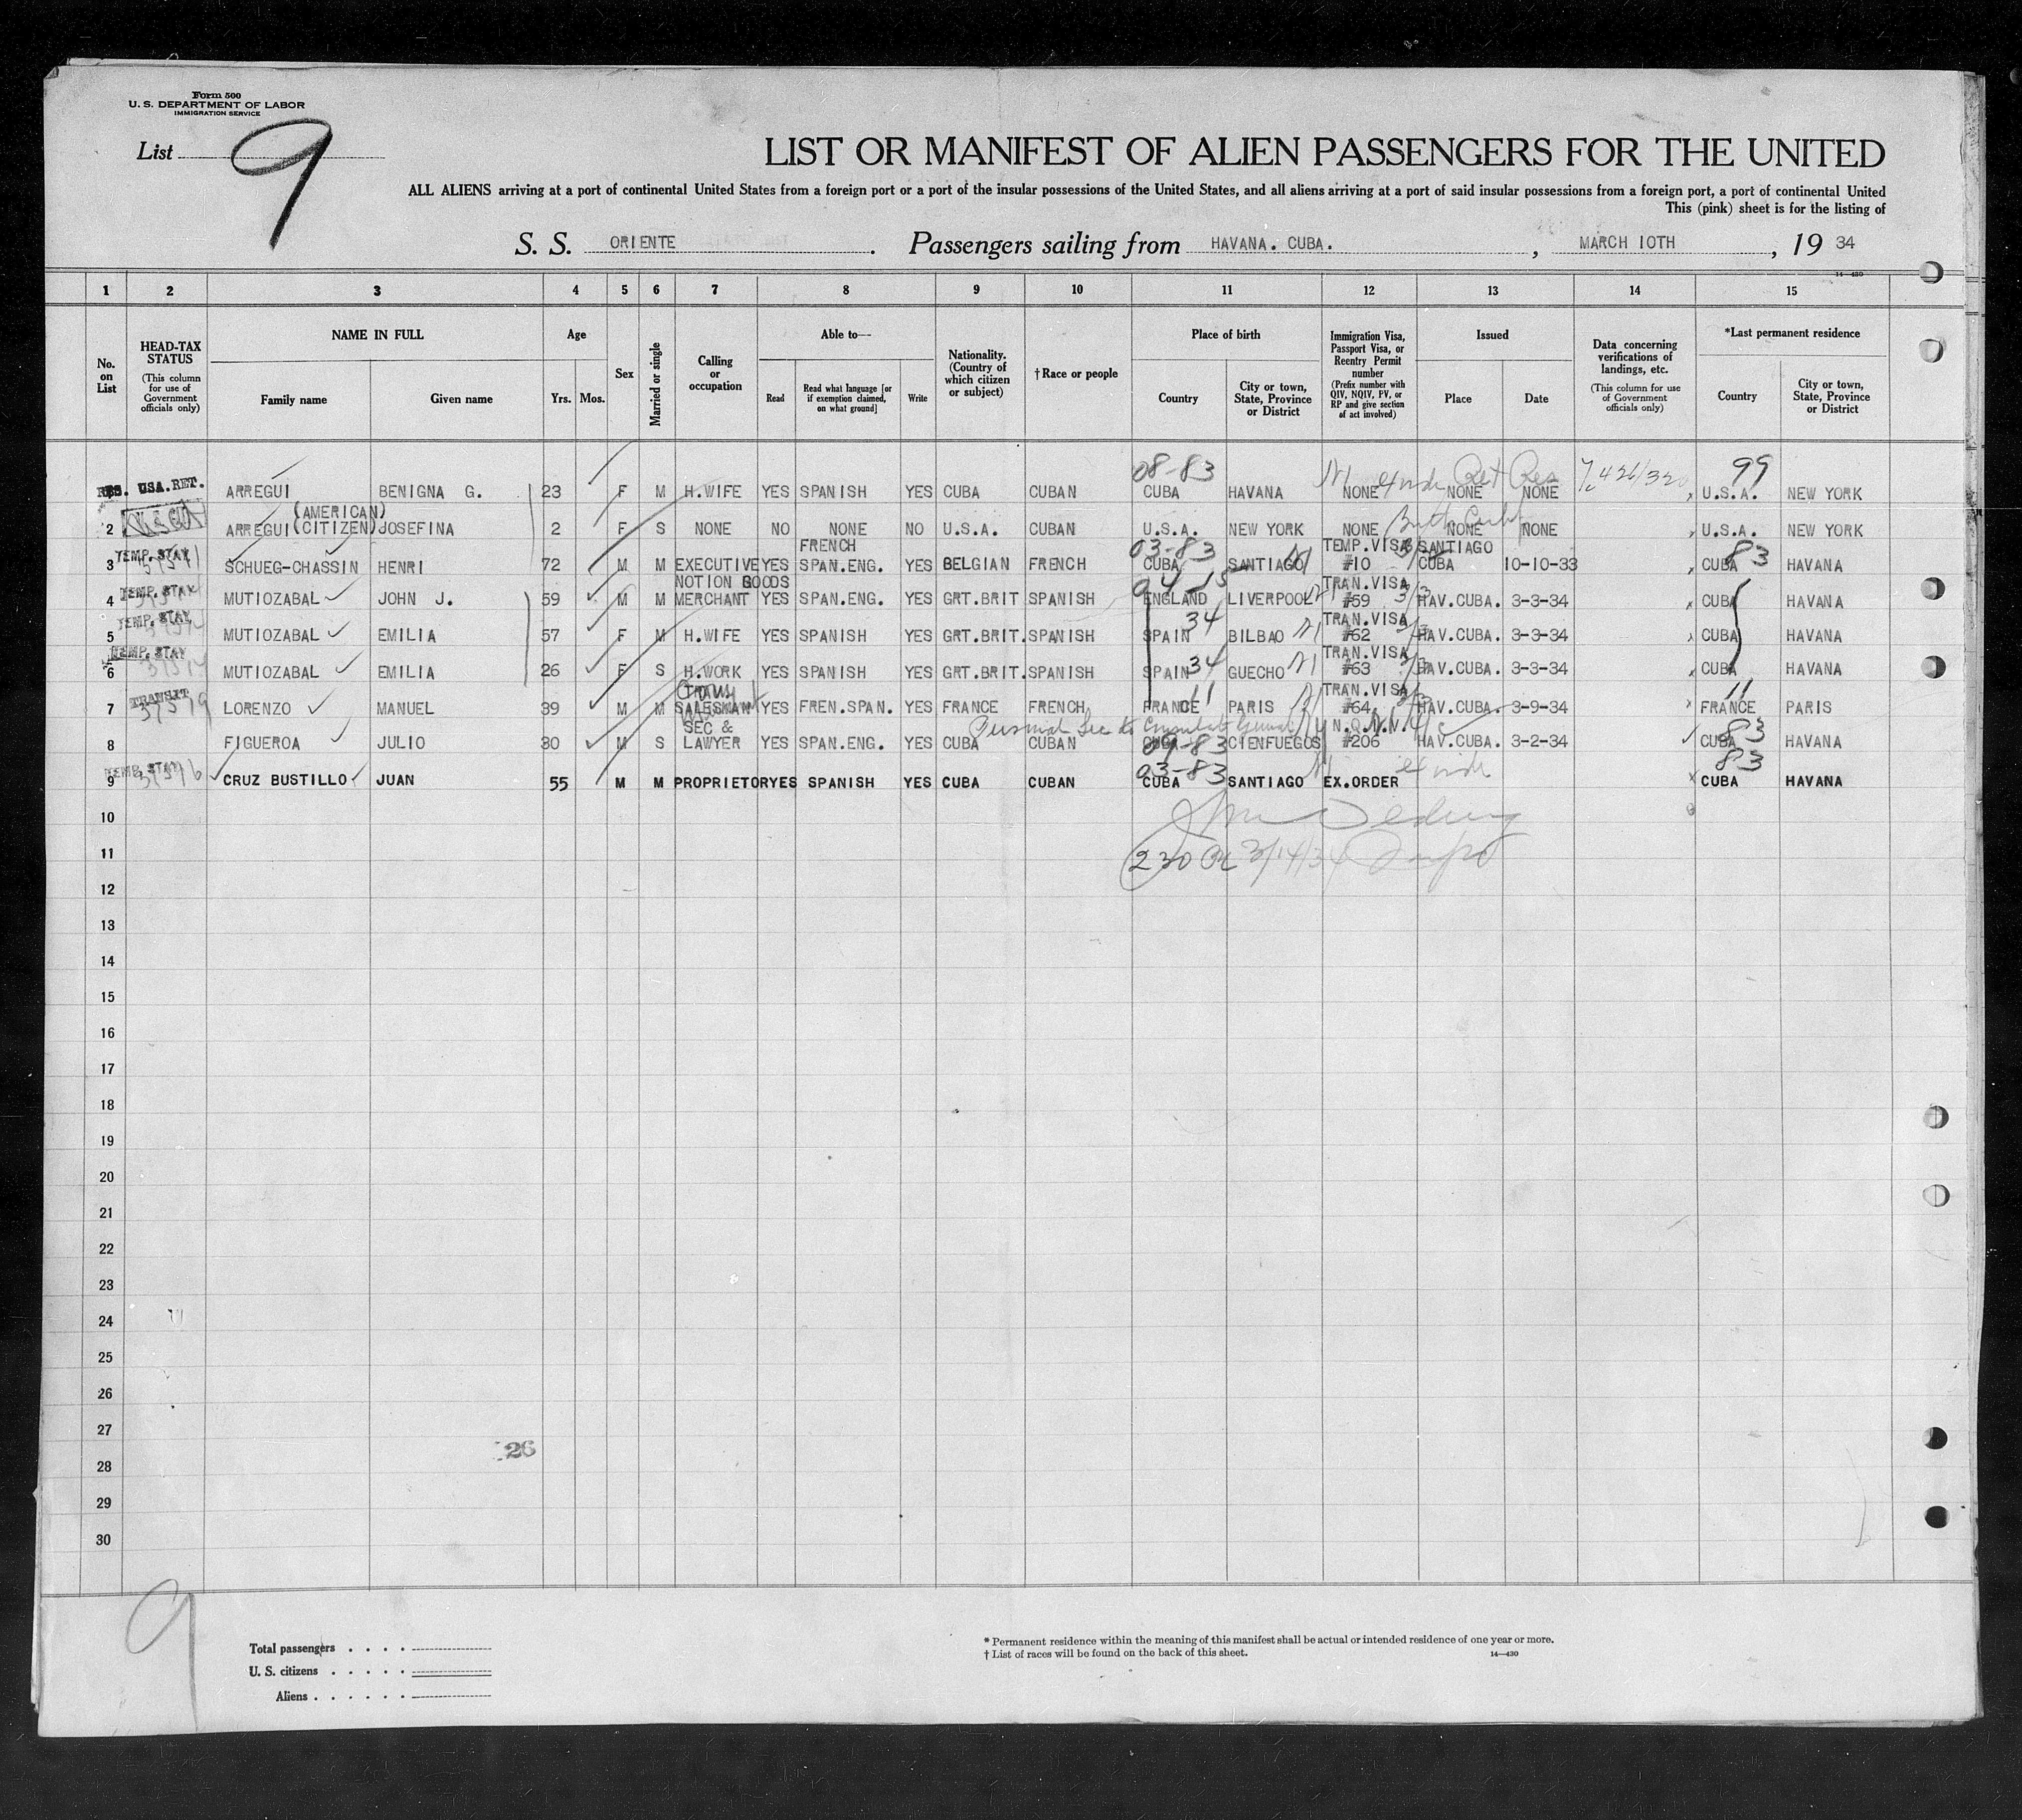 Form 500
U. S. DEPARTMENT OF LABOR
IMMIGRATION SERVICE
List 9
LIST OR MANIFEST OF ALIEN PASSENGERS FOR THE UNITED
ALL ALIENS arriving at a port of continental United States from a foreign port or a port of the insular possessions of the United States, and all aliens arriving at a port of said insular possessions from a foreign port, a port of continental United
This (pink) sheet is for the listing of
S. S. ORIENTE. Passengers sailing from HAVANA. CUBA., MARCH 10TH, 19 34
14—430
1 2 3 4 5 6 7 8 9 10 11 12 13 14 15
No. on List
HEAD-TAX STATUS (This column for use of Government officials only)
NAME IN FULL
Family name Given name
Age
Yrs. Mos.
Sex
Married or single
Calling or occupation
Able to—
Read Read what language [or if exemption claimed, on what ground] Write
Nationality. (Country of which citizen or subject)
†Race or people
Place of birth
Country City or town, State, Province or District
Immigration Visa, Passport Visa, or Reentry Permit number (Prefix number with QIV, NQIV, PV, or RP and give section of act involved)
Issued
Place Date
Data concerning verifications of landings, etc. (This column for use of Government officials only)
*Last permanent residence
Country City or town, State, Province or District
08-83 99
RES. USA. RET. ARREGUI BENIGNA G. 23 F M H.WIFE YES SPANISH YES CUBA CUBAN CUBA HAVANA NONE NONE NONE U.S.A. NEW YORK
(AMERICAN)
2 ARREGUI (CITIZEN) JOSEFINA 2 F S NONE NO NONE NO U.S.A. CUBAN U.S.A. NEW YORK NONE NONE NONE U.S.A. NEW YORK
TEMP. STAY FRENCH 03-83 TEMP.VISA SANTIAGO 83
3 SCHUEG-CHASSIN HENRI 72 M M EXECUTIVE YES SPAN.ENG. YES BELGIAN FRENCH CUBA SANTIAGO #10 CUBA 10-10-33 CUBA HAVANA
TEMP. STAY NOTION GOODS 04-15 TRAN.VISA
4 MUTIOZABAL JOHN J. 59 M M MERCHANT YES SPAN.ENG. YES GRT.BRIT SPANISH ENGLAND LIVERPOOL #59 HAV.CUBA. 3-3-34 CUBA HAVANA
TEMP. STAY 34 TRAN.VISA
5 MUTIOZABAL EMILIA 57 F M H.WIFE YES SPANISH YES GRT.BRIT. SPANISH SPAIN BILBAO #62 HAV.CUBA. 3-3-34 CUBA HAVANA
TEMP. STAY 34 TRAN.VISA
6 MUTIOZABAL EMILIA 26 F S H.WORK YES SPANISH YES GRT.BRIT. SPANISH SPAIN GUECHO #63 HAV.CUBA. 3-3-34 CUBA HAVANA
TRANSIT 11 TRAN.VISA 11
7 LORENZO MANUEL 39 M M SALESMAN YES FREN.SPAN. YES FRANCE FRENCH FRANCE PARIS #64 HAV.CUBA. 3-9-34 FRANCE PARIS
SEC & 83
8 FIGUEROA JULIO 30 M S LAWYER YES SPAN.ENG. YES CUBA CUBAN CUBA 09-83 CIENFUEGOS #206 HAV.CUBA. 3-2-34 CUBA HAVANA
TEMP. STAY 03-83 83
9 CRUZ BUSTILLO JUAN 55 M M PROPRIETOR YES SPANISH YES CUBA CUBAN CUBA SANTIAGO EX.ORDER CUBA HAVANA
10
11
12
13
14
15
16
17
18
19
20
21
22
23
24
25
26
27
26
28
29
30
9
Total passengers
U. S. citizens
Aliens
* Permanent residence within the meaning of this manifest shall be actual or intended residence of one year or more.
† List of races will be found on the back of this sheet. 14—430